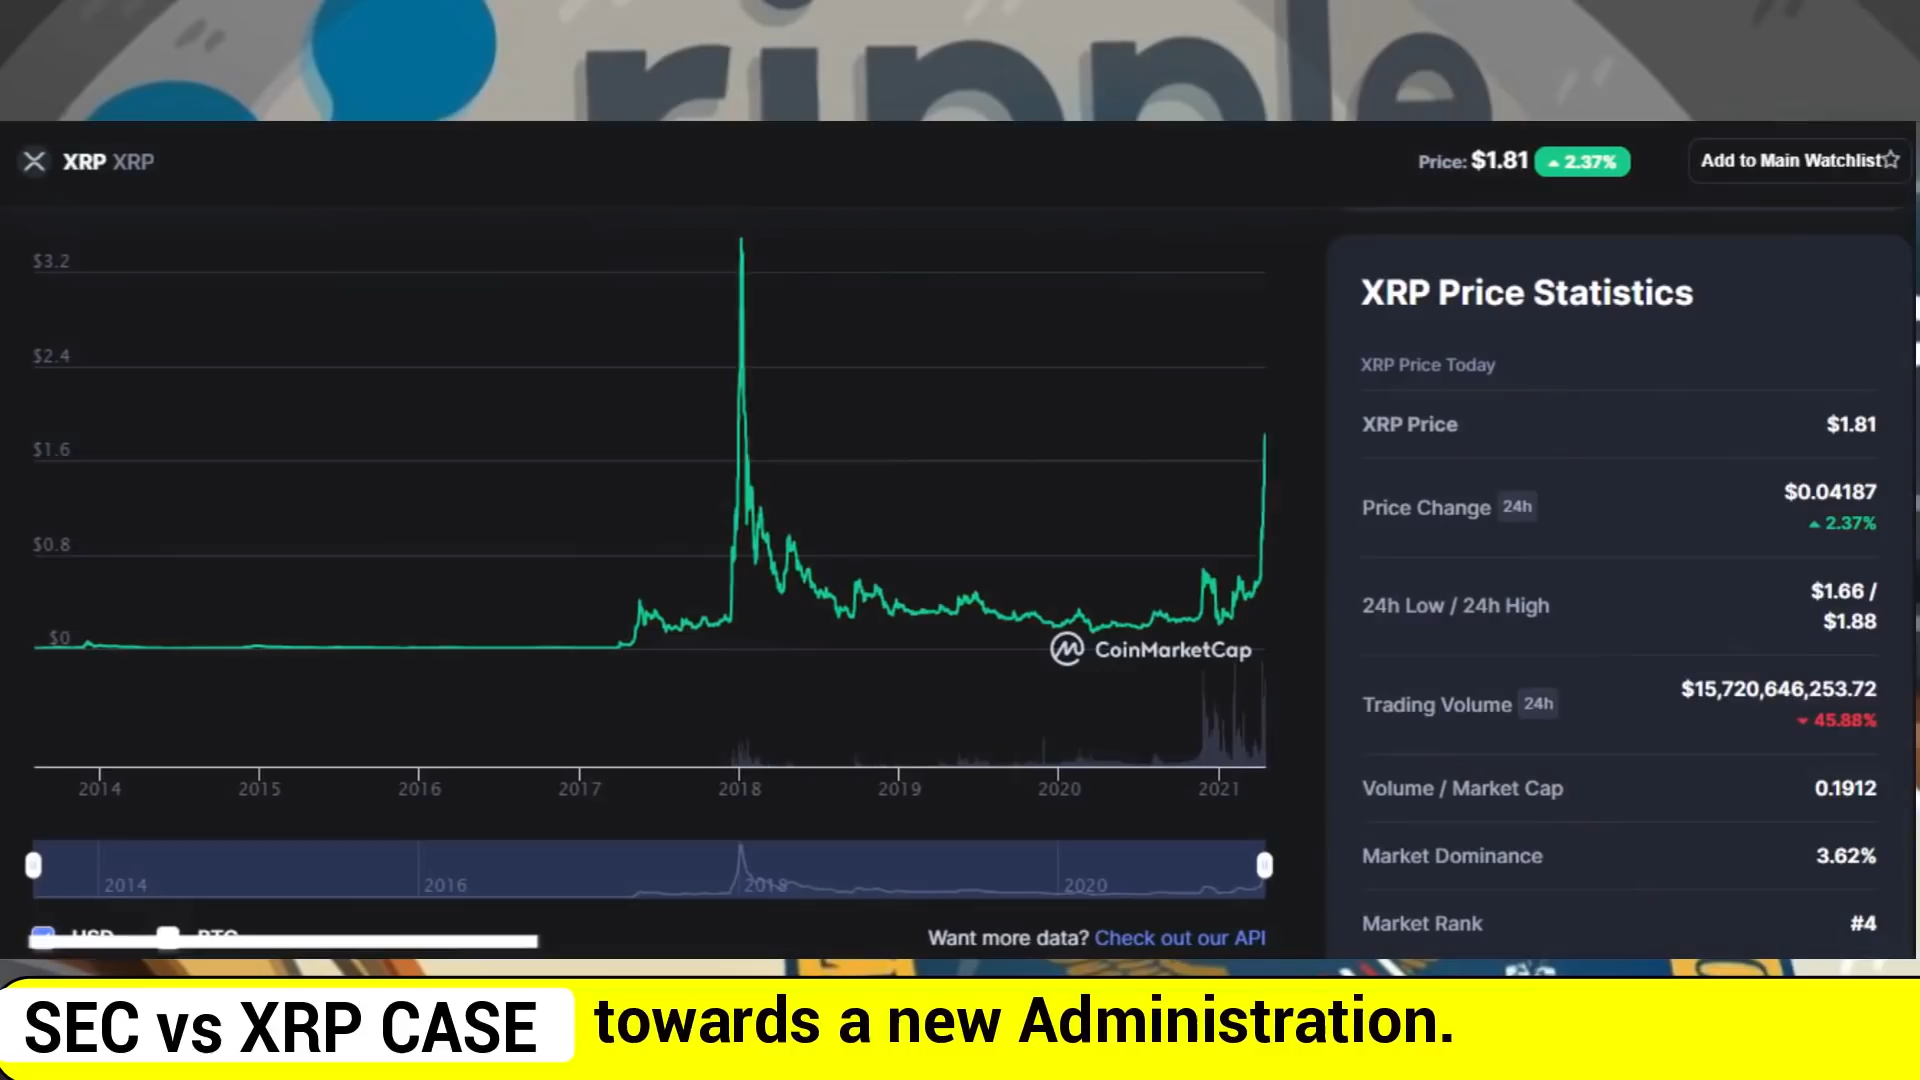 ripple
XRP XRP
Price: $1.81 2.37%
Add to Main Watchlist
$3.2
$2.4
$1.6
$0.8
$0
CoinMarketCap
2014 2015 2016 2017 2018 2019 2020 2021
2014 2016 2018 2020
USD BTC
Want more data? Check out our API
XRP Price Statistics
XRP Price Today
XRP Price $1.81
Price Change 24h $0.04187
2.37%
24h Low / 24h High $1.66 /
$1.88
Trading Volume 24h $15,720,646,253.72
45.88%
Volume / Market Cap 0.1912
Market Dominance 3.62%
Market Rank #4
SEC vs XRP CASE towards a new Administration.